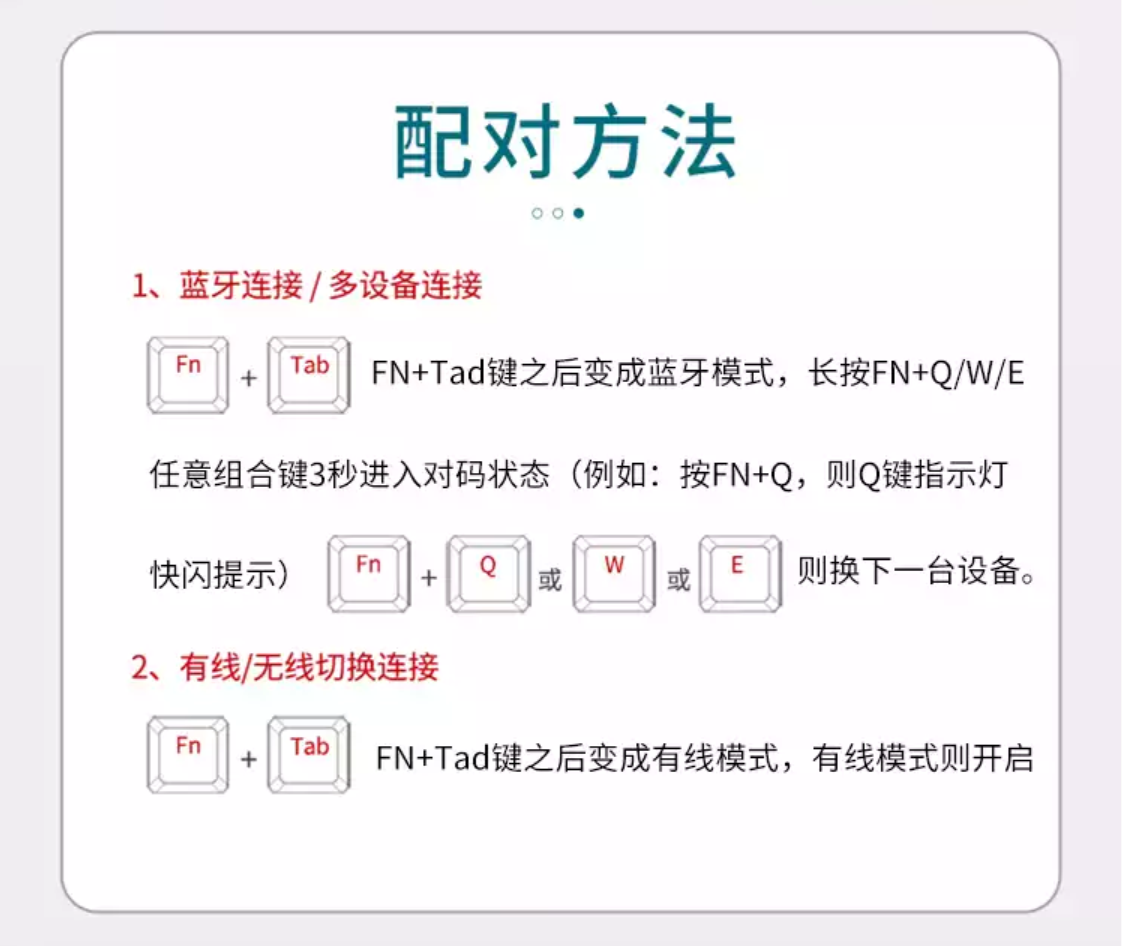 配对方法
1、蓝牙连接 / 多设备连接
Fn + Tab FN+Tad键之后变成蓝牙模式，长按FN+Q/W/E
任意组合键3秒进入对码状态（例如：按FN+Q，则Q键指示灯
快闪提示） Fn + Q 或 W 或 E 则换下一台设备。
2、有线/无线切换连接
Fn + Tab FN+Tad键之后变成有线模式，有线模式则开启